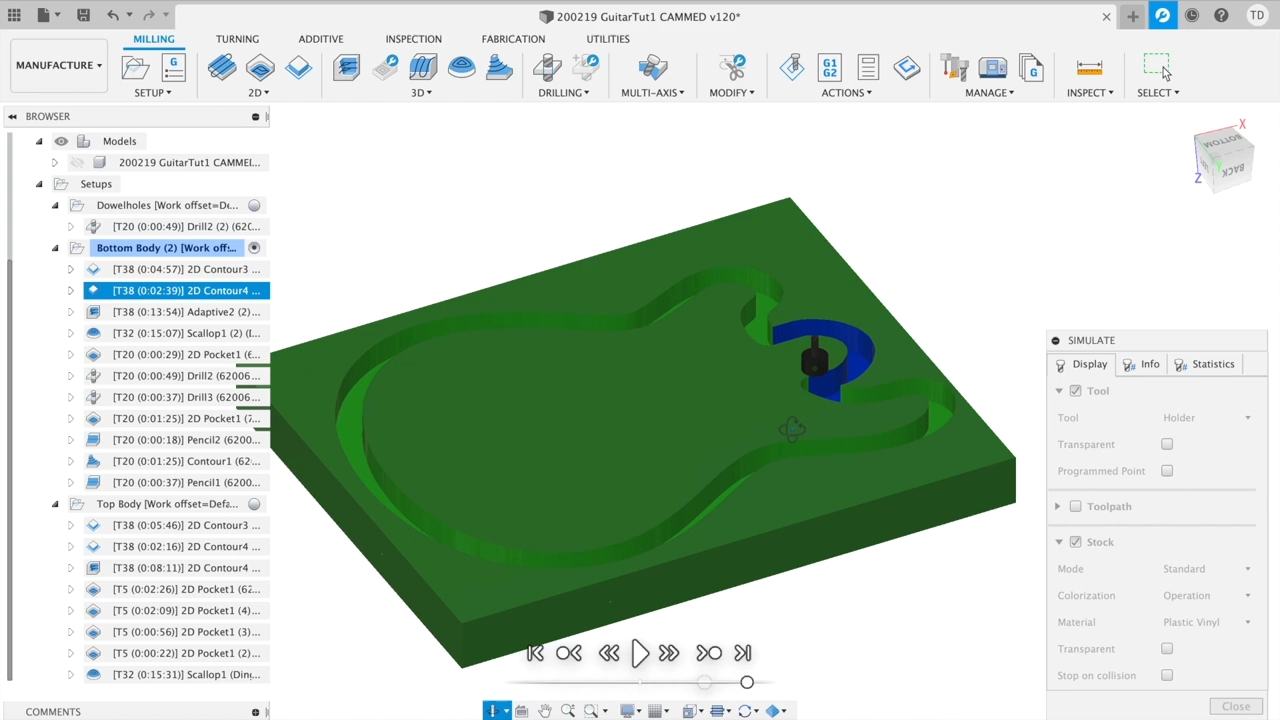 200219 GuitarTut1 CAMMED v120*
TD
MANUFACTURE
MILLING
TURNING
ADDITIVE
INSPECTION
FABRICATION
UTILITIES
G
G1
G2
G
SETUP
2D
3D
DRILLING
MULTI-AXIS
MODIFY
ACTIONS
MANAGE
INSPECT
SELECT
BROWSER
Models
200219 GuitarTut1 CAMMED...
Setups
Dowelholes [Work offset=De...
[T20 (0:00:49)] Drill2 (2) (620...
Bottom Body (2) [Work offs...
[T38 (0:04:57)] 2D Contour3 ...
[T38 (0:02:39)] 2D Contour4 ...
[T38 (0:13:54)] Adaptive2 (2)...
[T32 (0:15:07)] Scallop1 (2) (I...
[T20 (0:00:29)] 2D Pocket1 (6...
[T20 (0:00:49)] Drill2 (62006...
[T20 (0:00:37)] Drill3 (62006...
[T20 (0:01:25)] 2D Pocket1 (7...
[T20 (0:00:18)] Pencil2 (6200...
[T20 (0:01:25)] Contour1 (62...
[T20 (0:00:37)] Pencil1 (6200...
Top Body [Work offset=Defa...
[T38 (0:05:46)] 2D Contour3 ...
[T38 (0:02:16)] 2D Contour4 ...
[T38 (0:08:11)] 2D Contour4 ...
[T5 (0:02:26)] 2D Pocket1 (62...
[T5 (0:02:09)] 2D Pocket1 (4)...
[T5 (0:00:56)] 2D Pocket1 (3)...
[T5 (0:00:22)] 2D Pocket1 (2)...
[T32 (0:15:31)] Scallop1 (Din...
COMMENTS
X
BOTTOM
BACK
Y
Z
SIMULATE
Display
Info
Statistics
Tool
Tool Holder
Transparent
Programmed Point
Toolpath
Stock
Mode Standard
Colorization Operation
Material Plastic Vinyl
Transparent
Stop on collision
Close